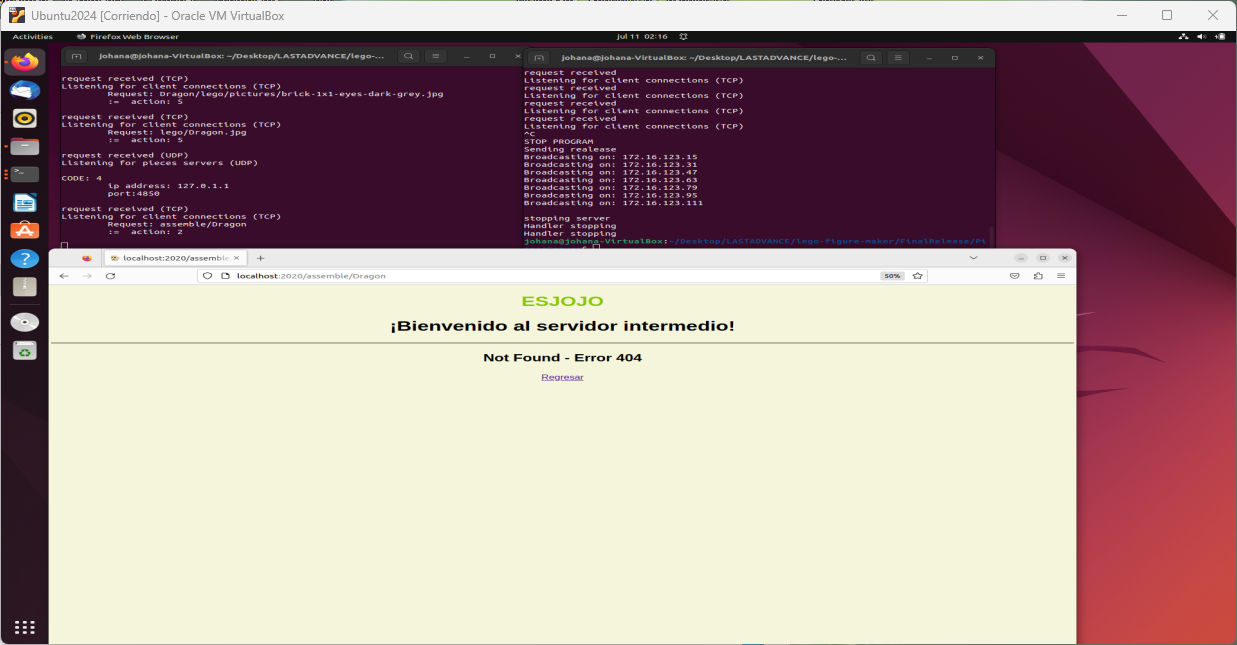 Ubuntu2024 [Corriendo] - Oracle VM VirtualBox
Activities
Firefox Web Browser
Jul 11 02:16
johana@johana-VirtualBox: ~/Desktop/LASTADVANCE/lego-...
request received (TCP)
Listening for client connections (TCP)
Request: Dragon/lego/pictures/brick-1x1-eyes-dark-grey.jpg
:= action: 5
request received (TCP)
Listening for client connections (TCP)
Request: lego/Dragon.jpg
:= action: 5
request received (UDP)
Listening for pieces servers (UDP)
CODE: 4
ip address: 127.0.1.1
port:4850
request received (TCP)
Listening for client connections (TCP)
Request: assemble/Dragon
:= action: 2
johana@johana-VirtualBox: ~/Desktop/LASTADVANCE/lego-...
request received
Listening for client connections (TCP)
request received
Listening for client connections (TCP)
request received
Listening for client connections (TCP)
request received
Listening for client connections (TCP)
^C
STOP PROGRAM
Sending realease
Broadcasting on: 172.16.123.15
Broadcasting on: 172.16.123.31
Broadcasting on: 172.16.123.47
Broadcasting on: 172.16.123.63
Broadcasting on: 172.16.123.79
Broadcasting on: 172.16.123.95
Broadcasting on: 172.16.123.111
stopping server
Handler stopping
Handler stopping
johana@johana-VirtualBox:~/Desktop/LASTADVANCE/lego-figure-maker/FinalRelease/Pi
localhost:2020/assemble
localhost:2020/assemble/Dragon
50%
ESJOJO
¡Bienvenido al servidor intermedio!
Not Found - Error 404
Regresar